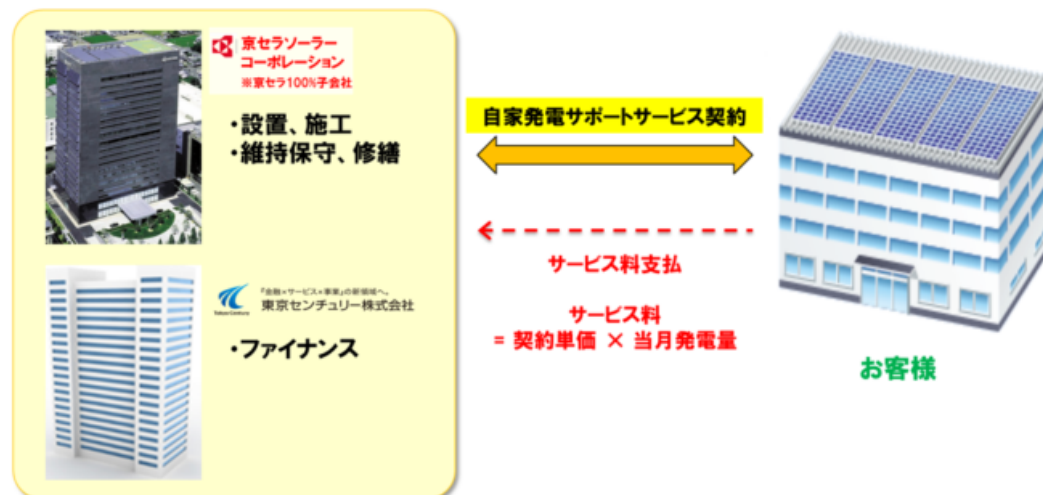 京セラソーラー
コーポレーション
※京セラ100%子会社
・設置、施工
・維持保守、修繕
『金融×サービス×事業』の新領域へ。
東京センチュリー株式会社
Tokyo Century
・ファイナンス
自家発電サポートサービス契約
サービス料支払
サービス料
= 契約単価 × 当月発電量
お客様